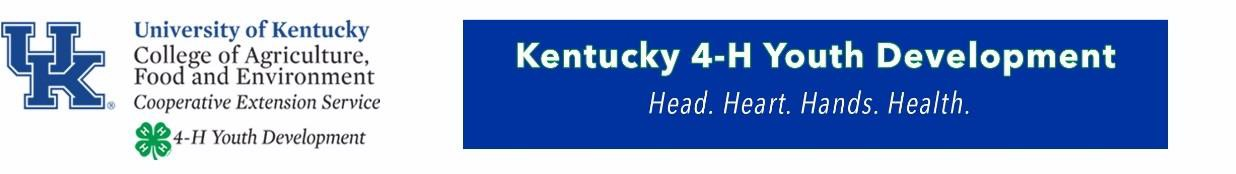 UK
University of Kentucky
College of Agriculture,
Food and Environment
Cooperative Extension Service
4-H Youth Development
Kentucky 4-H Youth Development
Head. Heart. Hands. Health.